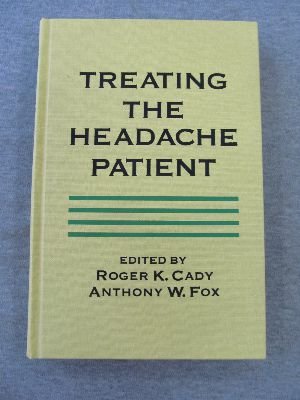 TREATING
THE
HEADACHE
PATIENT
EDITED BY
ROGER K. CADY
ANTHONY W. FOX